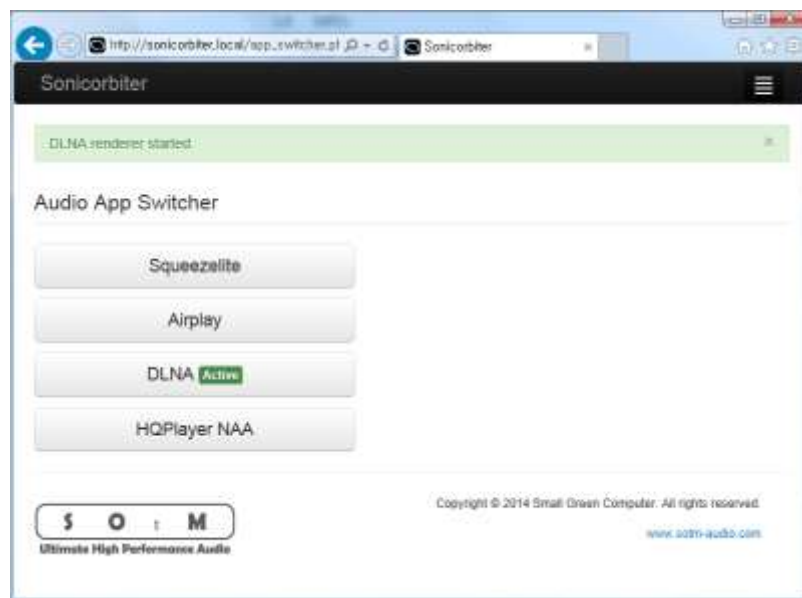 http://sonicorbiter.local/app_switcher.pl
Sonicorbiter
Sonicorbiter
DLNA renderer started
Audio App Switcher
Squeezelite
Airplay
DLNA Active
HQPlayer NAA
Copyright © 2014 Small Green Computer. All rights reserved.
www.sotm-audio.com
S O t M
Ultimate High Performance Audio